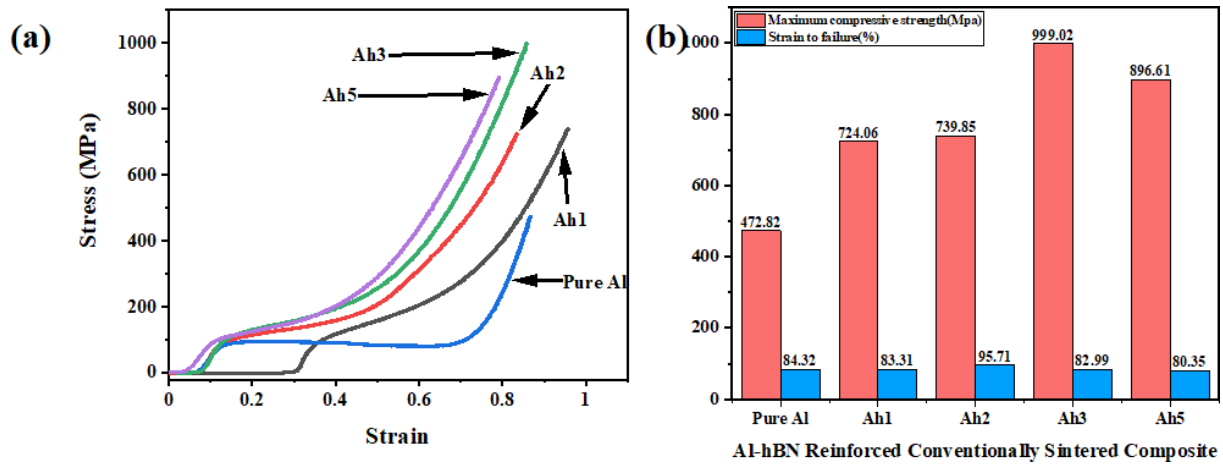 (a)
Stress (MPa)
1000
800
600
400
200
0
0
0.2
0.4
0.6
0.8
1
Strain
Ah3
Ah2
Ah5
Ah1
Pure Al
(b)
Maximum compressive strength(Mpa)
Strain to failure(%)
1000
800
600
400
200
0
472.82
84.32
724.06
83.31
739.85
95.71
999.02
82.99
896.61
80.35
Pure Al
Ah1
Ah2
Ah3
Ah5
Al-hBN Reinforced Conventionally Sintered Composite